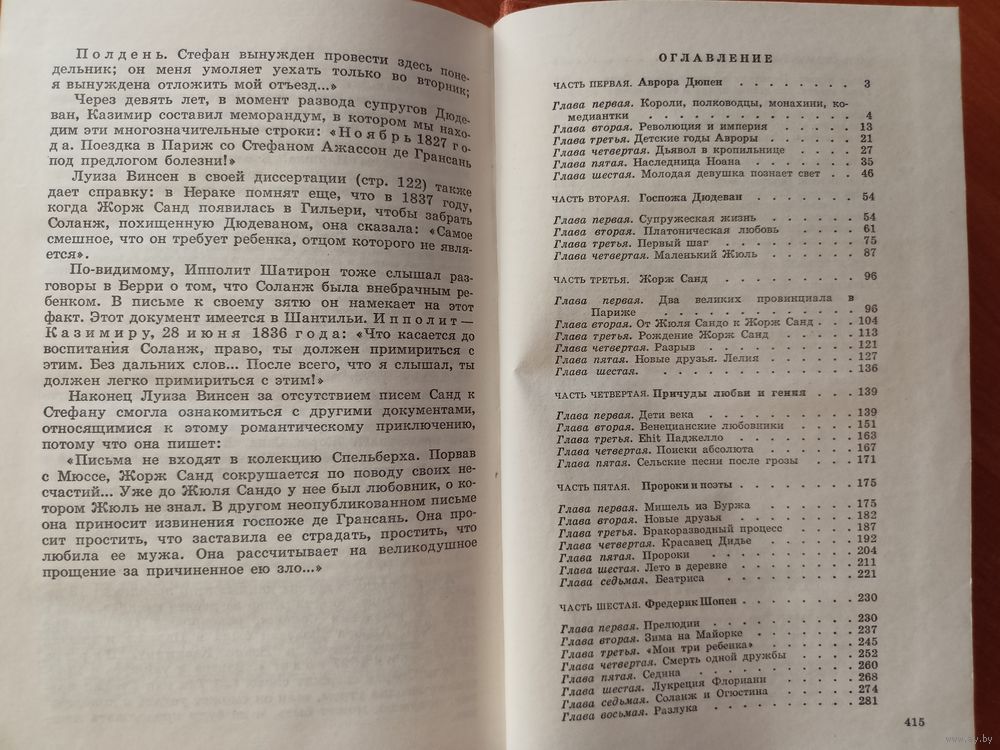 Полдень. Стефан вынужден провести здесь поне-
дельник; он меня умоляет уехать только во вторник;
я вынуждена отложить мой отъезд...»
Через девять лет, в момент развода супругов Дюде-
ван, Казимир составил меморандум, в котором мы нахо-
дим эти многозначительные строки: «Ноябрь 1827 го-
да. Поездка в Париж со Стефаном Ажассон де Грансань
под предлогом болезни!»
Луиза Винсен в своей диссертации (стр. 122) также
дает справку: в Нераке помнят еще, что в 1837 году,
когда Жорж Санд появилась в Гильери, чтобы забрать
Соланж, похищенную Дюдеваном, она сказала: «Самое
смешное, что он требует ребенка, отцом которого не явля-
ется».
По-видимому, Ипполит Шатирон тоже слышал раз-
говоры в Берри о том, что Соланж была внебрачным ре-
бенком. В письме к своему зятю он намекает на этот
факт. Этот документ имеется в Шантильи. Ипполит —
Казимиру, 28 июня 1836 года: «Что касается до
воспитания Соланж, право, ты должен примириться с
этим. Без дальних слов... После всего, что я слышал, ты
должен легко примириться с этим!»
Наконец Луиза Винсен за отсутствием писем Санд к
Стефану смогла ознакомиться с другими документами,
относящимися к этому романтическому приключению,
потому что она пишет:
«Письма не входят в колекцию Спельберха. Порвав
с Мюссе, Жорж Санд сокрушается по поводу своих не-
счастий... Уже до Жюля Сандо у нее был любовник, о ко-
тором Жюль не знал. В другом неопубликованном письме
она приносит извинения госпоже де Грансань. Она про-
сит простить, что заставила ее страдать, простить, что
любила ее мужа. Она рассчитывает на великодушное
прощение за причиненное ею зло...»
ОГЛАВЛЕНИЕ
ЧАСТЬ ПЕРВАЯ. Аврора Дюпен . . . . . . . . 3
Глава первая. Короли, полководцы, монахини, ко-
медиантки . . . . . . . . . . . . . . 4
Глава вторая. Революция и империя . . . . . . 13
Глава третья. Детские годы Авроры . . . . . . 21
Глава четвертая. Дьявол в кропильнице . . . . 27
Глава пятая. Наследница Ноана . . . . . . . 35
Глава шестая. Молодая девушка познает свет . . 46
ЧАСТЬ ВТОРАЯ. Госпожа Дюдеван . . . . . . . 54
Глава первая. Супружеская жизнь . . . . . . 54
Глава вторая. Платоническая любовь . . . . . 61
Глава третья. Первый шаг . . . . . . . . 75
Глава четвертая. Маленький Жюль . . . . . . 87
ЧАСТЬ ТРЕТЬЯ. Жорж Санд . . . . . . . . . 96
Глава первая. Два великих провинциала в
Париже . . . . . . . . . . . . . . 96
Глава вторая. От Жюля Сандо к Жорж Санд . . . 104
Глава третья. Рождение Жорж Санд . . . . . 113
Глава четвертая. Разрыв . . . . . . . . . 121
Глава пятая. Новые друзья. Лелия . . . . . . 127
Глава шестая. . . . . . . . . . . . . 136
ЧАСТЬ ЧЕТВЕРТАЯ. Причуды любви и гения . . . 139
Глава первая. Дети века . . . . . . . . . 139
Глава вторая. Венецианские любовники . . . . 151
Глава третья. Ehit Паджелло . . . . . . . 163
Глава четвертая. Поиски абсолюта . . . . . . 167
Глава пятая. Сельские песни после грозы . . . 171
ЧАСТЬ ПЯТАЯ. Пророки и поэты . . . . . . . 175
Глава первая. Мишель из Буржа . . . . . . . 175
Глава вторая. Новые друзья . . . . . . . . 182
Глава третья. Бракоразводный процесс . . . . 187
Глава четвертая. Красавец Дидье . . . . . . 192
Глава пятая. Пророки . . . . . . . . . . 204
Глава шестая. Лето в деревне . . . . . . . 211
Глава седьмая. Беатриса . . . . . . . . . 221
ЧАСТЬ ШЕСТАЯ. Фредерик Шопен . . . . . . . 230
Глава первая. Прелюдии . . . . . . . . . 230
Глава вторая. Зима на Майорке . . . . . . . 237
Глава третья. «Мои три ребенка» . . . . . . 245
Глава четвертая. Смерть одной дружбы . . . . 252
Глава пятая. Седина . . . . . . . . . . 260
Глава шестая. Лукреция Флориани . . . . . . 268
Глава седьмая. Соланж и Огюстина . . . . . 274
Глава восьмая. Разлука . . . . . . . . . 281
415
www.ay.by